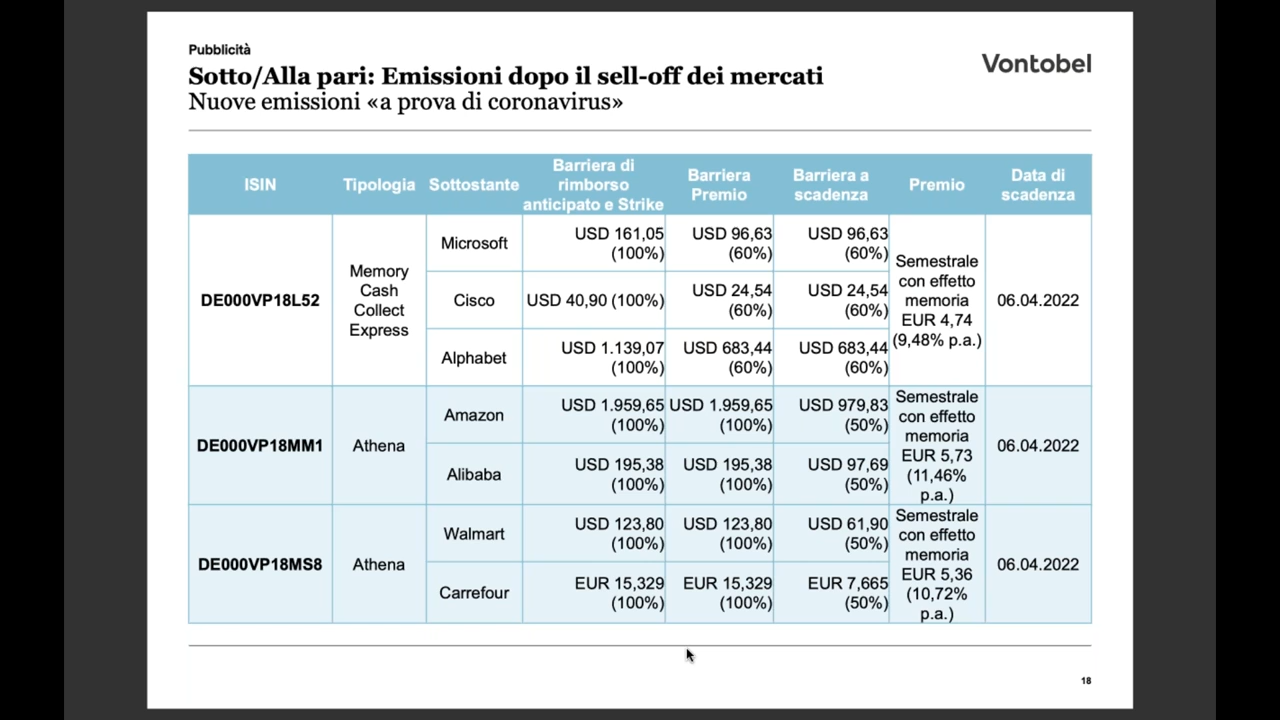 Pubblicità
Vontobel
Sotto/Alla pari: Emissioni dopo il sell-off dei mercati
Nuove emissioni «a prova di coronavirus»
ISIN
Tipologia
Sottostante
Barriera di
rimborso
anticipato e Strike
Barriera
Premio
Barriera a
scadenza
Premio
Data di
scadenza
DE000VP18L52
Memory
Cash
Collect
Express
Microsoft
USD 161,05
(100%)
USD 96,63
(60%)
USD 96,63
(60%)
Semestrale
con effetto
memoria
EUR 4,74
(9,48% p.a.)
06.04.2022
Cisco
USD 40,90 (100%)
USD 24,54
(60%)
USD 24,54
(60%)
Alphabet
USD 1.139,07
(100%)
USD 683,44
(60%)
USD 683,44
(60%)
DE000VP18MM1
Athena
Amazon
USD 1.959,65
(100%)
USD 1.959,65
(100%)
USD 979,83
(50%)
Semestrale
con effetto
memoria
EUR 5,73
(11,46%
p.a.)
06.04.2022
Alibaba
USD 195,38
(100%)
USD 195,38
(100%)
USD 97,69
(50%)
DE000VP18MS8
Athena
Walmart
USD 123,80
(100%)
USD 123,80
(100%)
USD 61,90
(50%)
Semestrale
con effetto
memoria
EUR 5,36
(10,72%
p.a.)
06.04.2022
Carrefour
EUR 15,329
(100%)
EUR 15,329
(100%)
EUR 7,665
(50%)
18